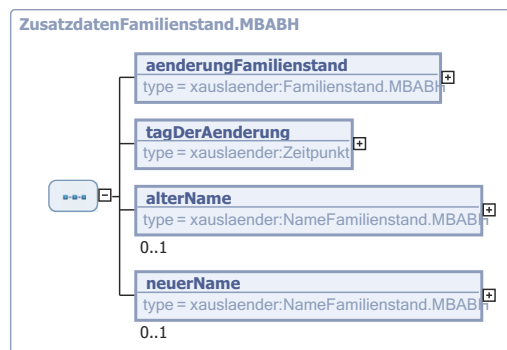 ZusatzdatenFamilienstand.MBABH
aenderungFamilienstand
type = xauslaender:Familienstand.MBABH
tagDerAenderung
type = xauslaender:Zeitpunkt
alterName
type = xauslaender:NameFamilienstand.MBABH
0..1
neuerName
type = xauslaender:NameFamilienstand.MBABH
0..1